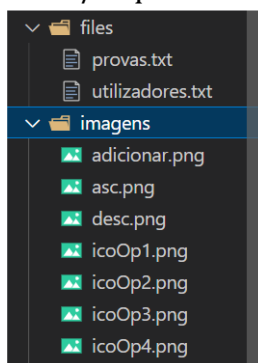 files
provas.txt
utilizadores.txt
imagens
adicionar.png
asc.png
desc.png
icoOp1.png
icoOp2.png
icoOp3.png
icoOp4.png